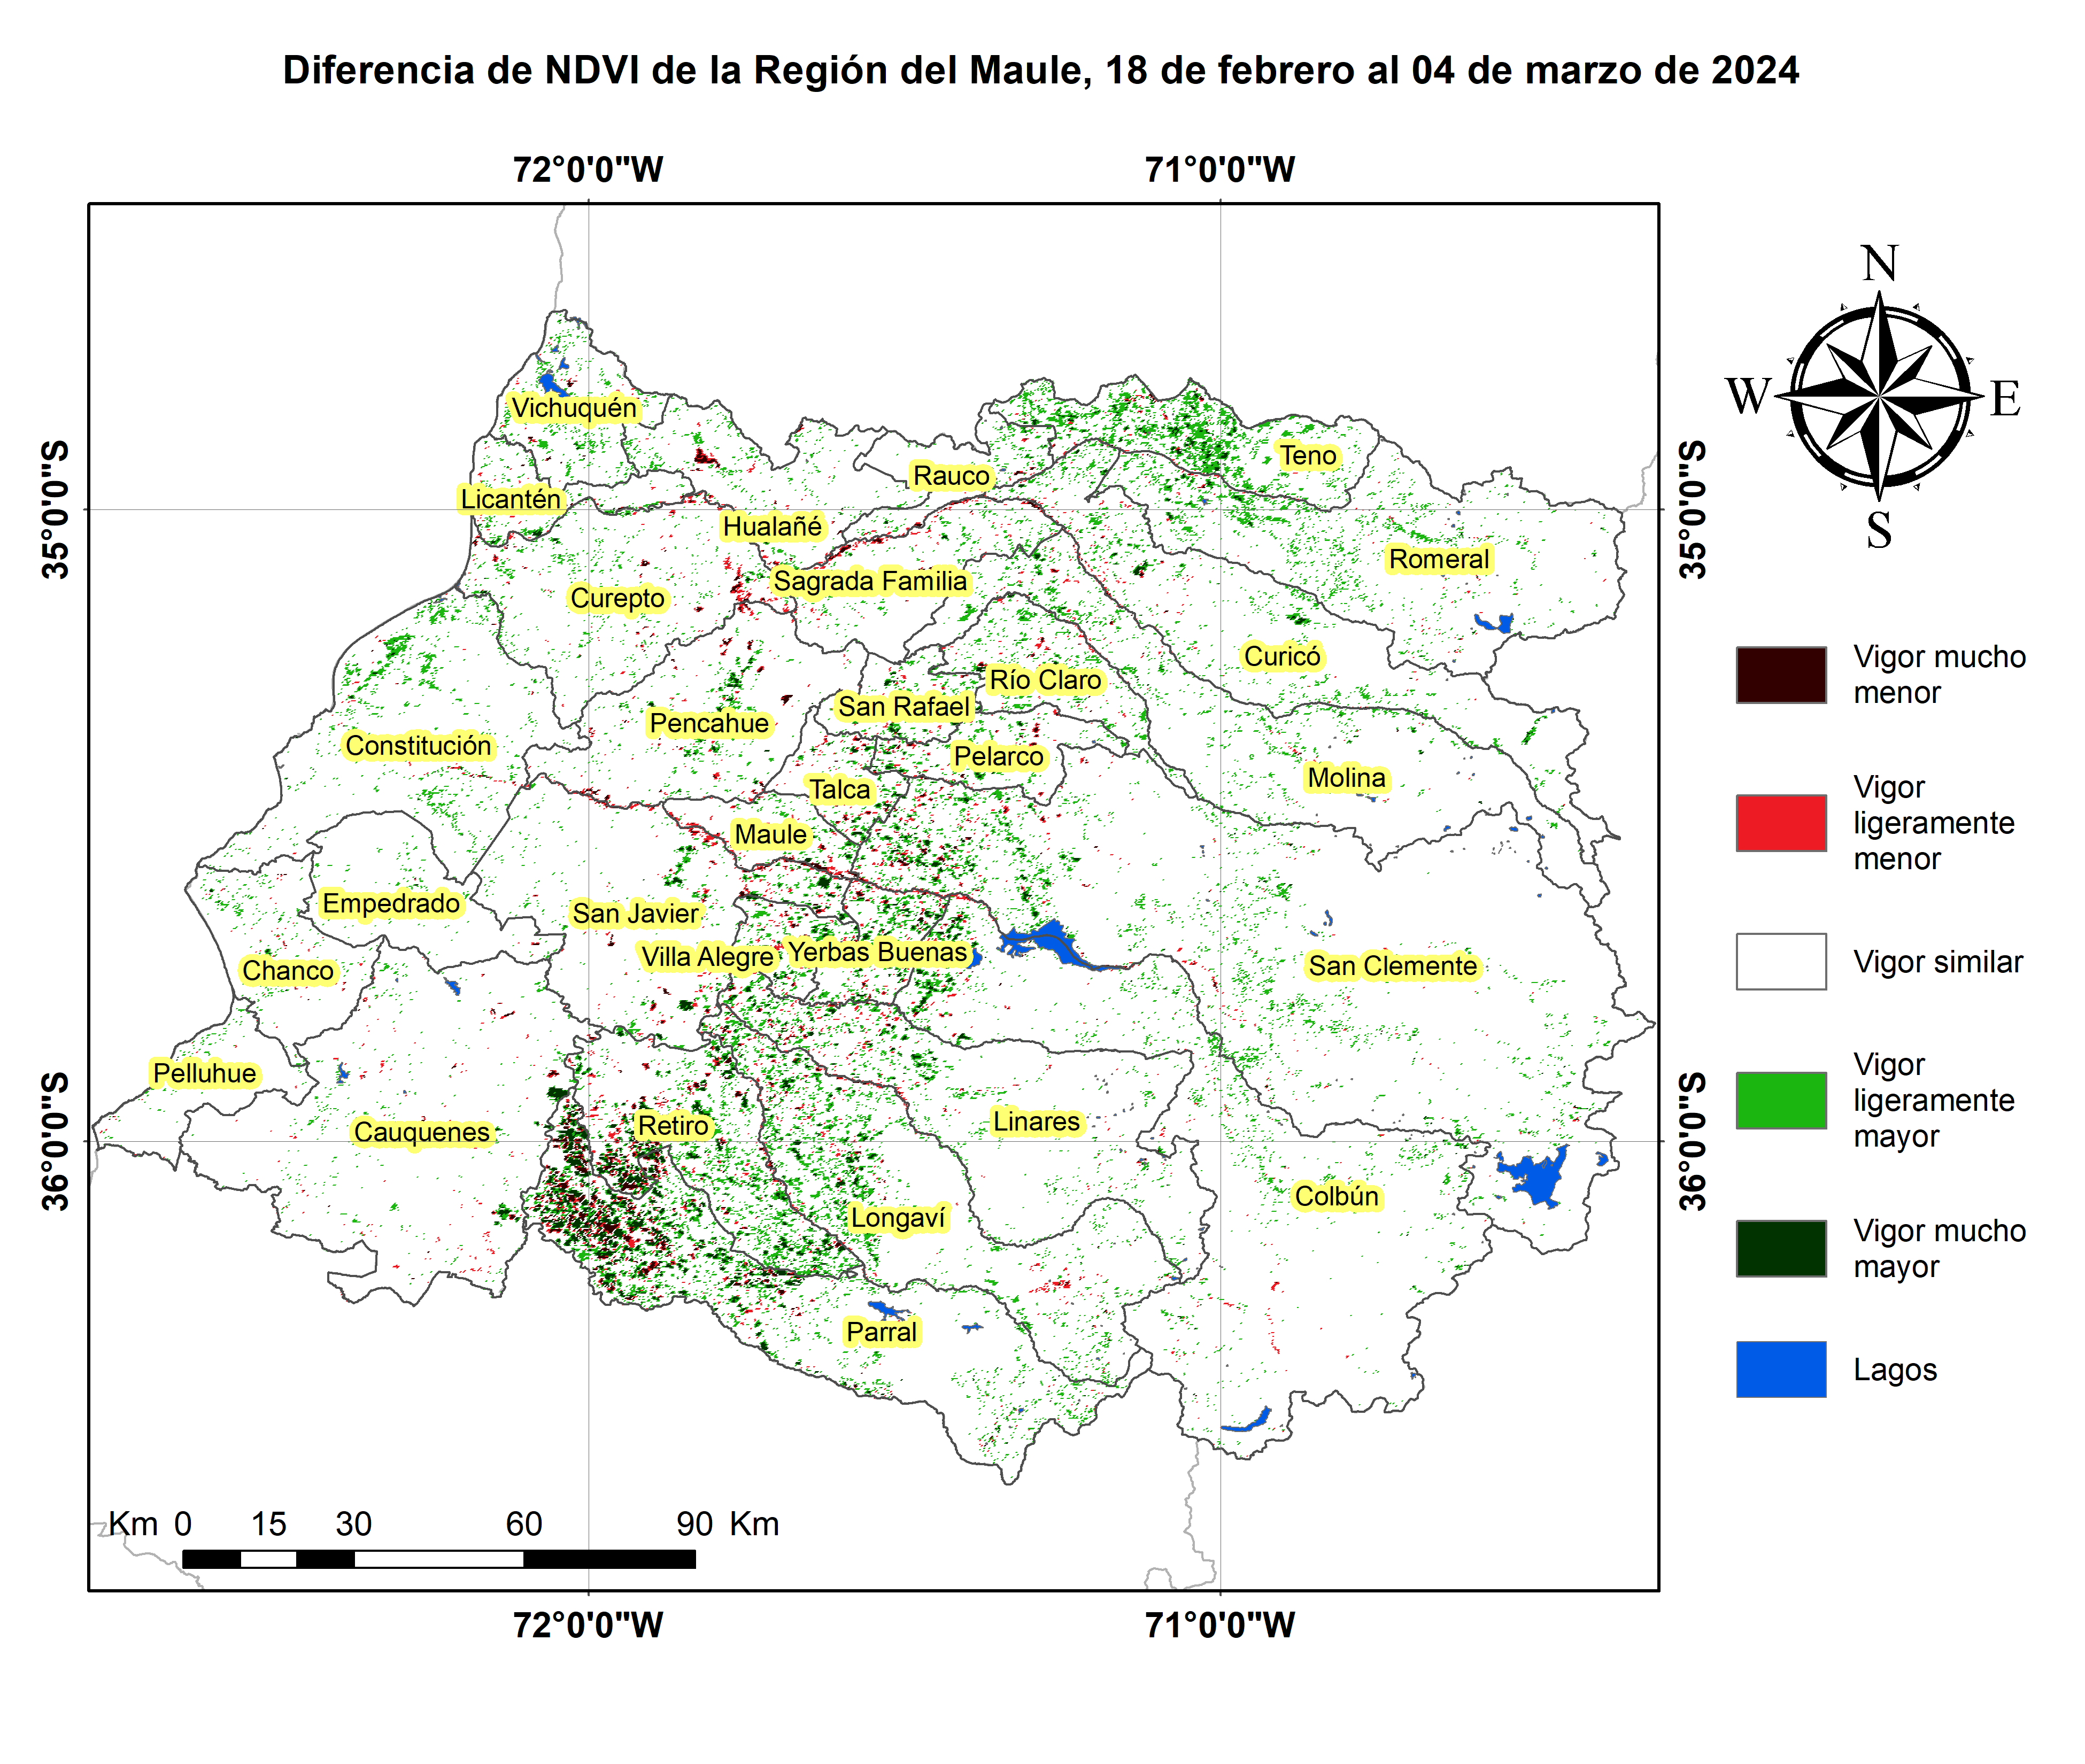 Diferencia de NDVI de la Región del Maule, 18 de febrero al 04 de marzo de 2024
72°0'0"W
71°0'0"W
35°0'0"S
35°0'0"S
36°0'0"S
36°0'0"S
72°0'0"W
71°0'0"W
N
W
E
S
Vichuquén
Teno
Rauco
Licantén
Hualañé
Romeral
Sagrada Familia
Curepto
Curicó
Río Claro
San Rafael
Pencahue
Constitución
Pelarco
Molina
Talca
Maule
Empedrado
San Javier
Yerbas Buenas
Villa Alegre
San Clemente
Chanco
Pelluhue
Linares
Retiro
Cauquenes
Colbún
Longaví
Parral
Km 0 15 30 60 90 Km
Vigor mucho
menor
Vigor
ligeramente
menor
Vigor similar
Vigor
ligeramente
mayor
Vigor mucho
mayor
Lagos